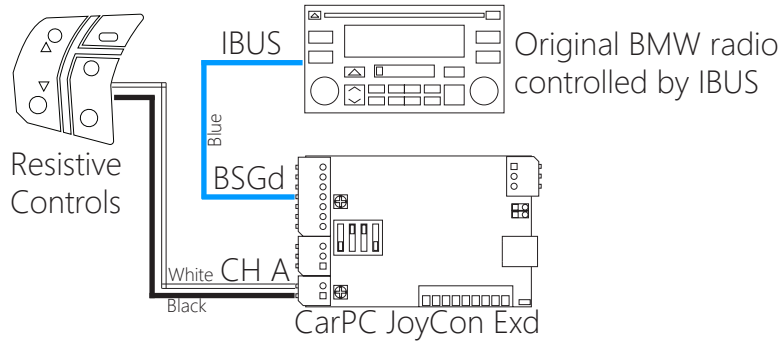 IBUS
Original BMW radio
controlled by IBUS
Blue
Resistive
Controls
BSGd
White
CH A
Black
CarPC JoyCon Exd